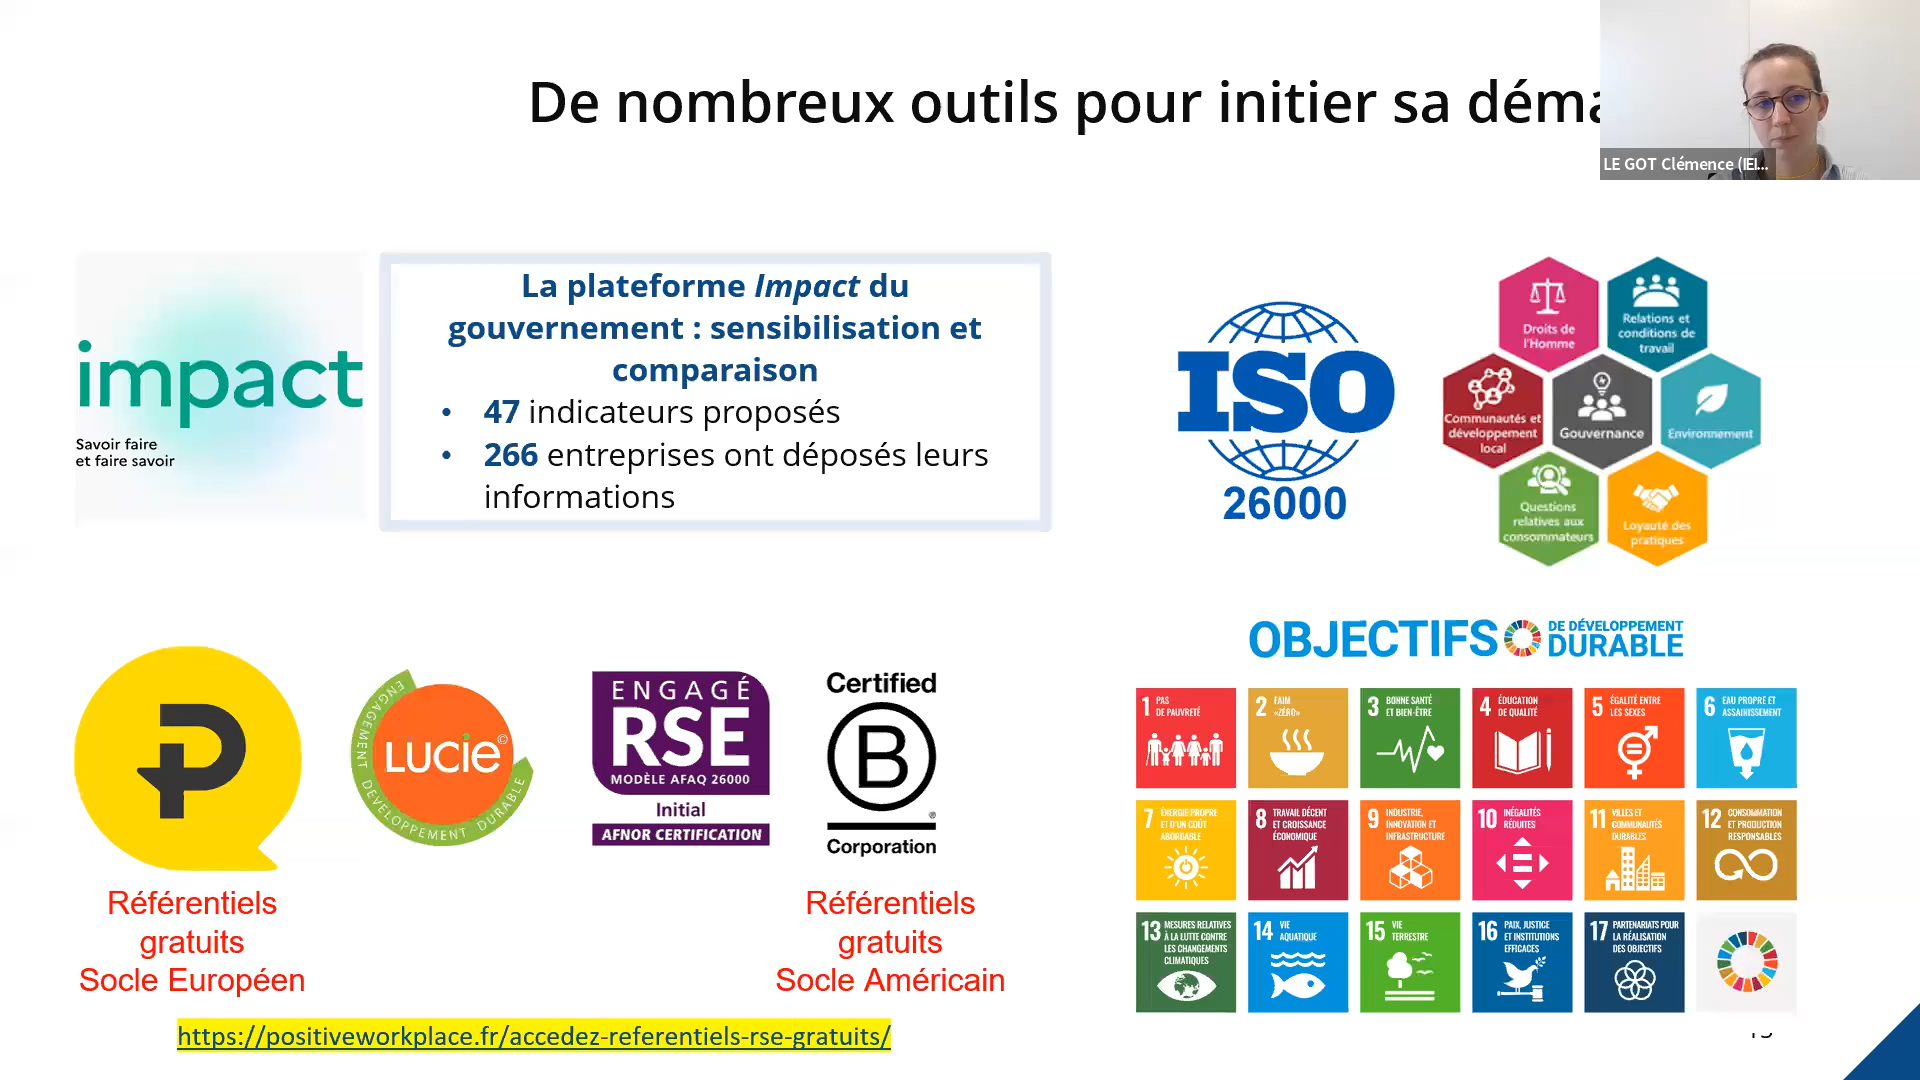 De nombreux outils pour initier sa déma
LE GOT Clémence (IEI...
impact
Savoir faire
et faire savoir
La plateforme Impact du
gouvernement : sensibilisation et
comparaison
• 47 indicateurs proposés
• 266 entreprises ont déposés leurs
informations
ISO
26000
Droits de
l'Homme
Relations et
conditions de
travail
Communautés et
développement
local
Gouvernance
Environnement
Questions
relatives aux
consommateurs
Loyauté des
pratiques
ENGAGEMENT DÉVELOPPEMENT DURABLE
LUCIE©
ENGAGÉ
RSE
MODÈLE AFAQ 26000
Initial
AFNOR CERTIFICATION
Certified
B
®
Corporation
Référentiels
gratuits
Socle Européen
Référentiels
gratuits
Socle Américain
https://positiveworkplace.fr/accedez-referentiels-rse-gratuits/
OBJECTIFS DE DÉVELOPPEMENT
DURABLE
1 PAS
DE PAUVRETÉ
2 FAIM
«ZÉRO»
3 BONNE SANTÉ
ET BIEN-ÊTRE
4 ÉDUCATION
DE QUALITÉ
5 ÉGALITÉ ENTRE
LES SEXES
6 EAU PROPRE ET
ASSAINISSEMENT
7 ÉNERGIE PROPRE
ET D'UN COÛT
ABORDABLE
8 TRAVAIL DÉCENT
ET CROISSANCE
ÉCONOMIQUE
9 INDUSTRIE,
INNOVATION ET
INFRASTRUCTURE
10 INÉGALITÉS
RÉDUITES
11 VILLES ET
COMMUNAUTÉS
DURABLES
12 CONSOMMATION
ET PRODUCTION
RESPONSABLES
13 MESURES RELATIVES
À LA LUTTE CONTRE
LES CHANGEMENTS
CLIMATIQUES
14 VIE
AQUATIQUE
15 VIE
TERRESTRE
16 PAIX, JUSTICE
ET INSTITUTIONS
EFFICACES
17 PARTENARIATS POUR
LA RÉALISATION
DES OBJECTIFS